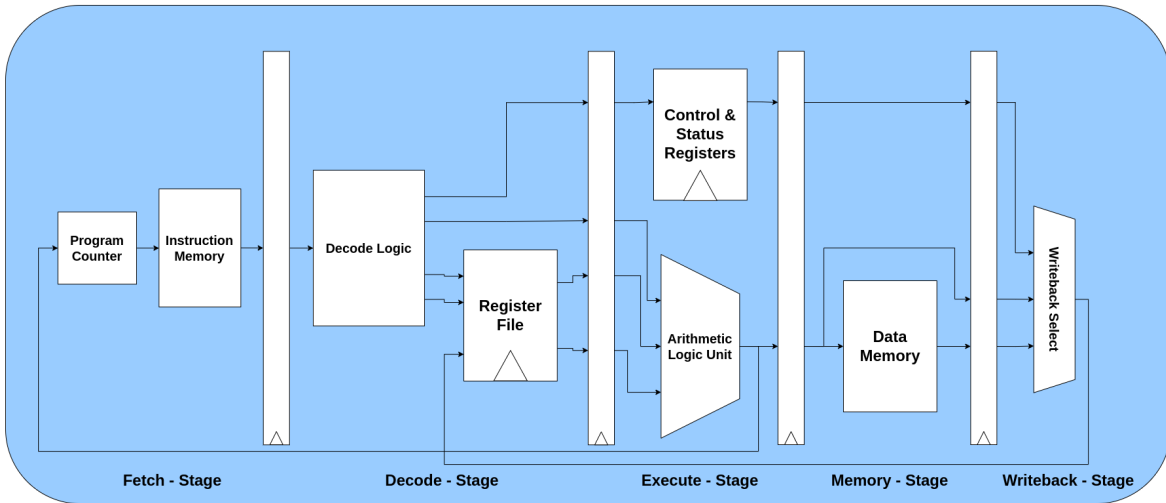 Control &
Status
Registers
Program
Counter
Instruction
Memory
Decode Logic
Register
File
Arithmetic
Logic Unit
Data
Memory
Writeback Select
Fetch - Stage
Decode - Stage
Execute - Stage
Memory - Stage
Writeback - Stage